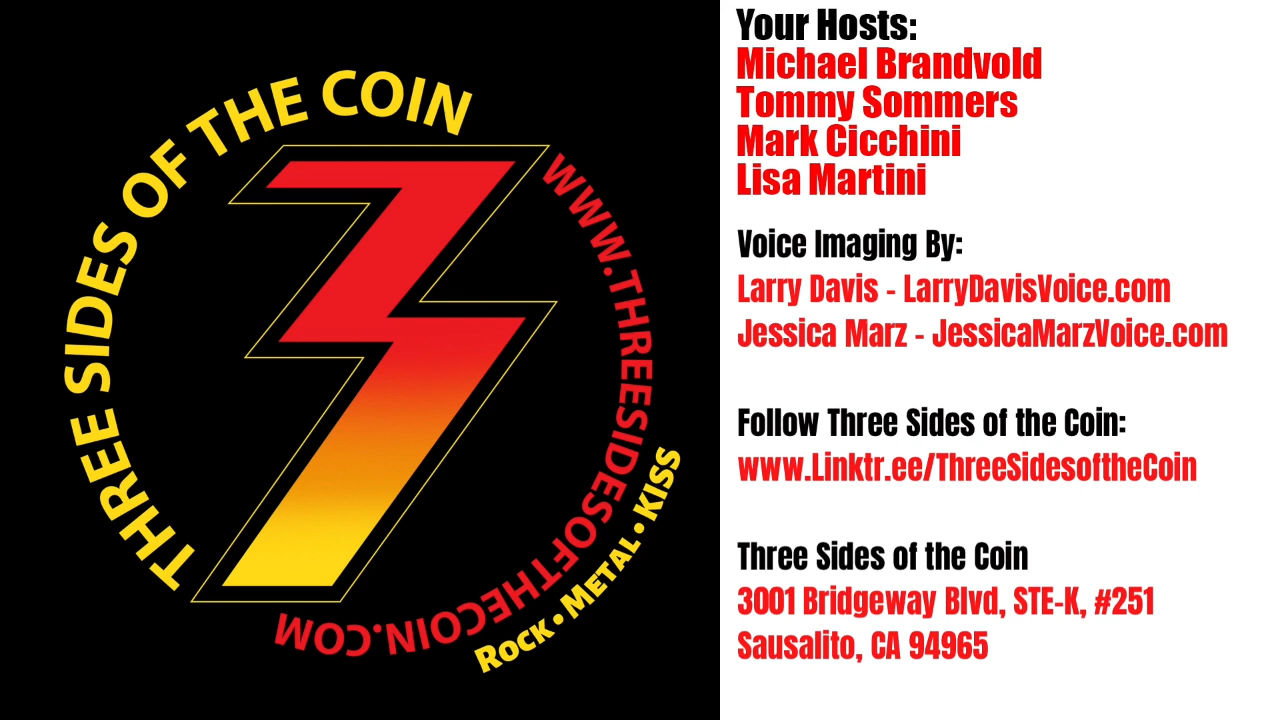 THREE SIDES OF THE COIN
WWW.THREESIDESOFTHECOIN.COM
ROCK • METAL • KISS
Your Hosts:
Michael Brandvold
Tommy Sommers
Mark Cicchini
Lisa Martini
Voice Imaging By:
Larry Davis - LarryDavisVoice.com
Jessica Marz - JessicaMarzVoice.com
Follow Three Sides of the Coin:
www.Linktr.ee/ThreeSidesoftheCoin
Three Sides of the Coin
3001 Bridgeway Blvd, STE-K, #251
Sausalito, CA 94965